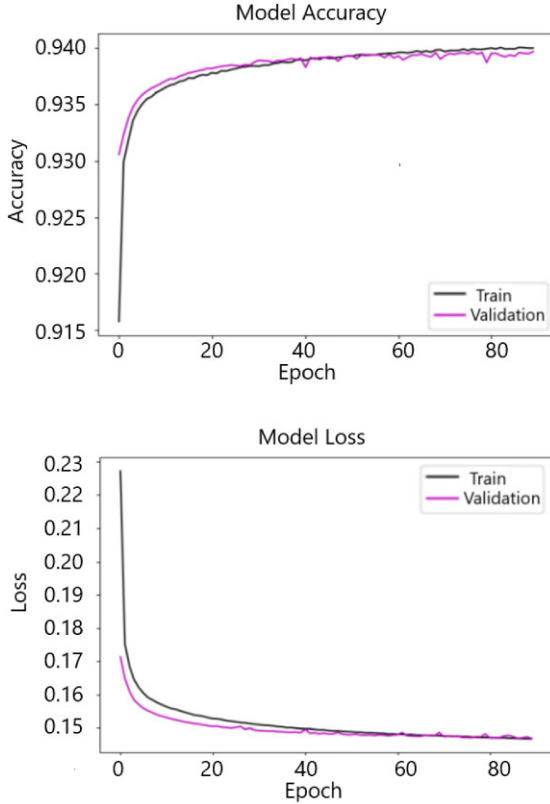 Model Accuracy
0.940
0.935
0.930
0.925
0.920
0.915
Accuracy
Train
Validation
0 20 40 60 80
Epoch
Model Loss
0.23
0.22
0.21
0.20
0.19
0.18
0.17
0.16
0.15
Loss
Train
Validation
0 20 40 60 80
Epoch